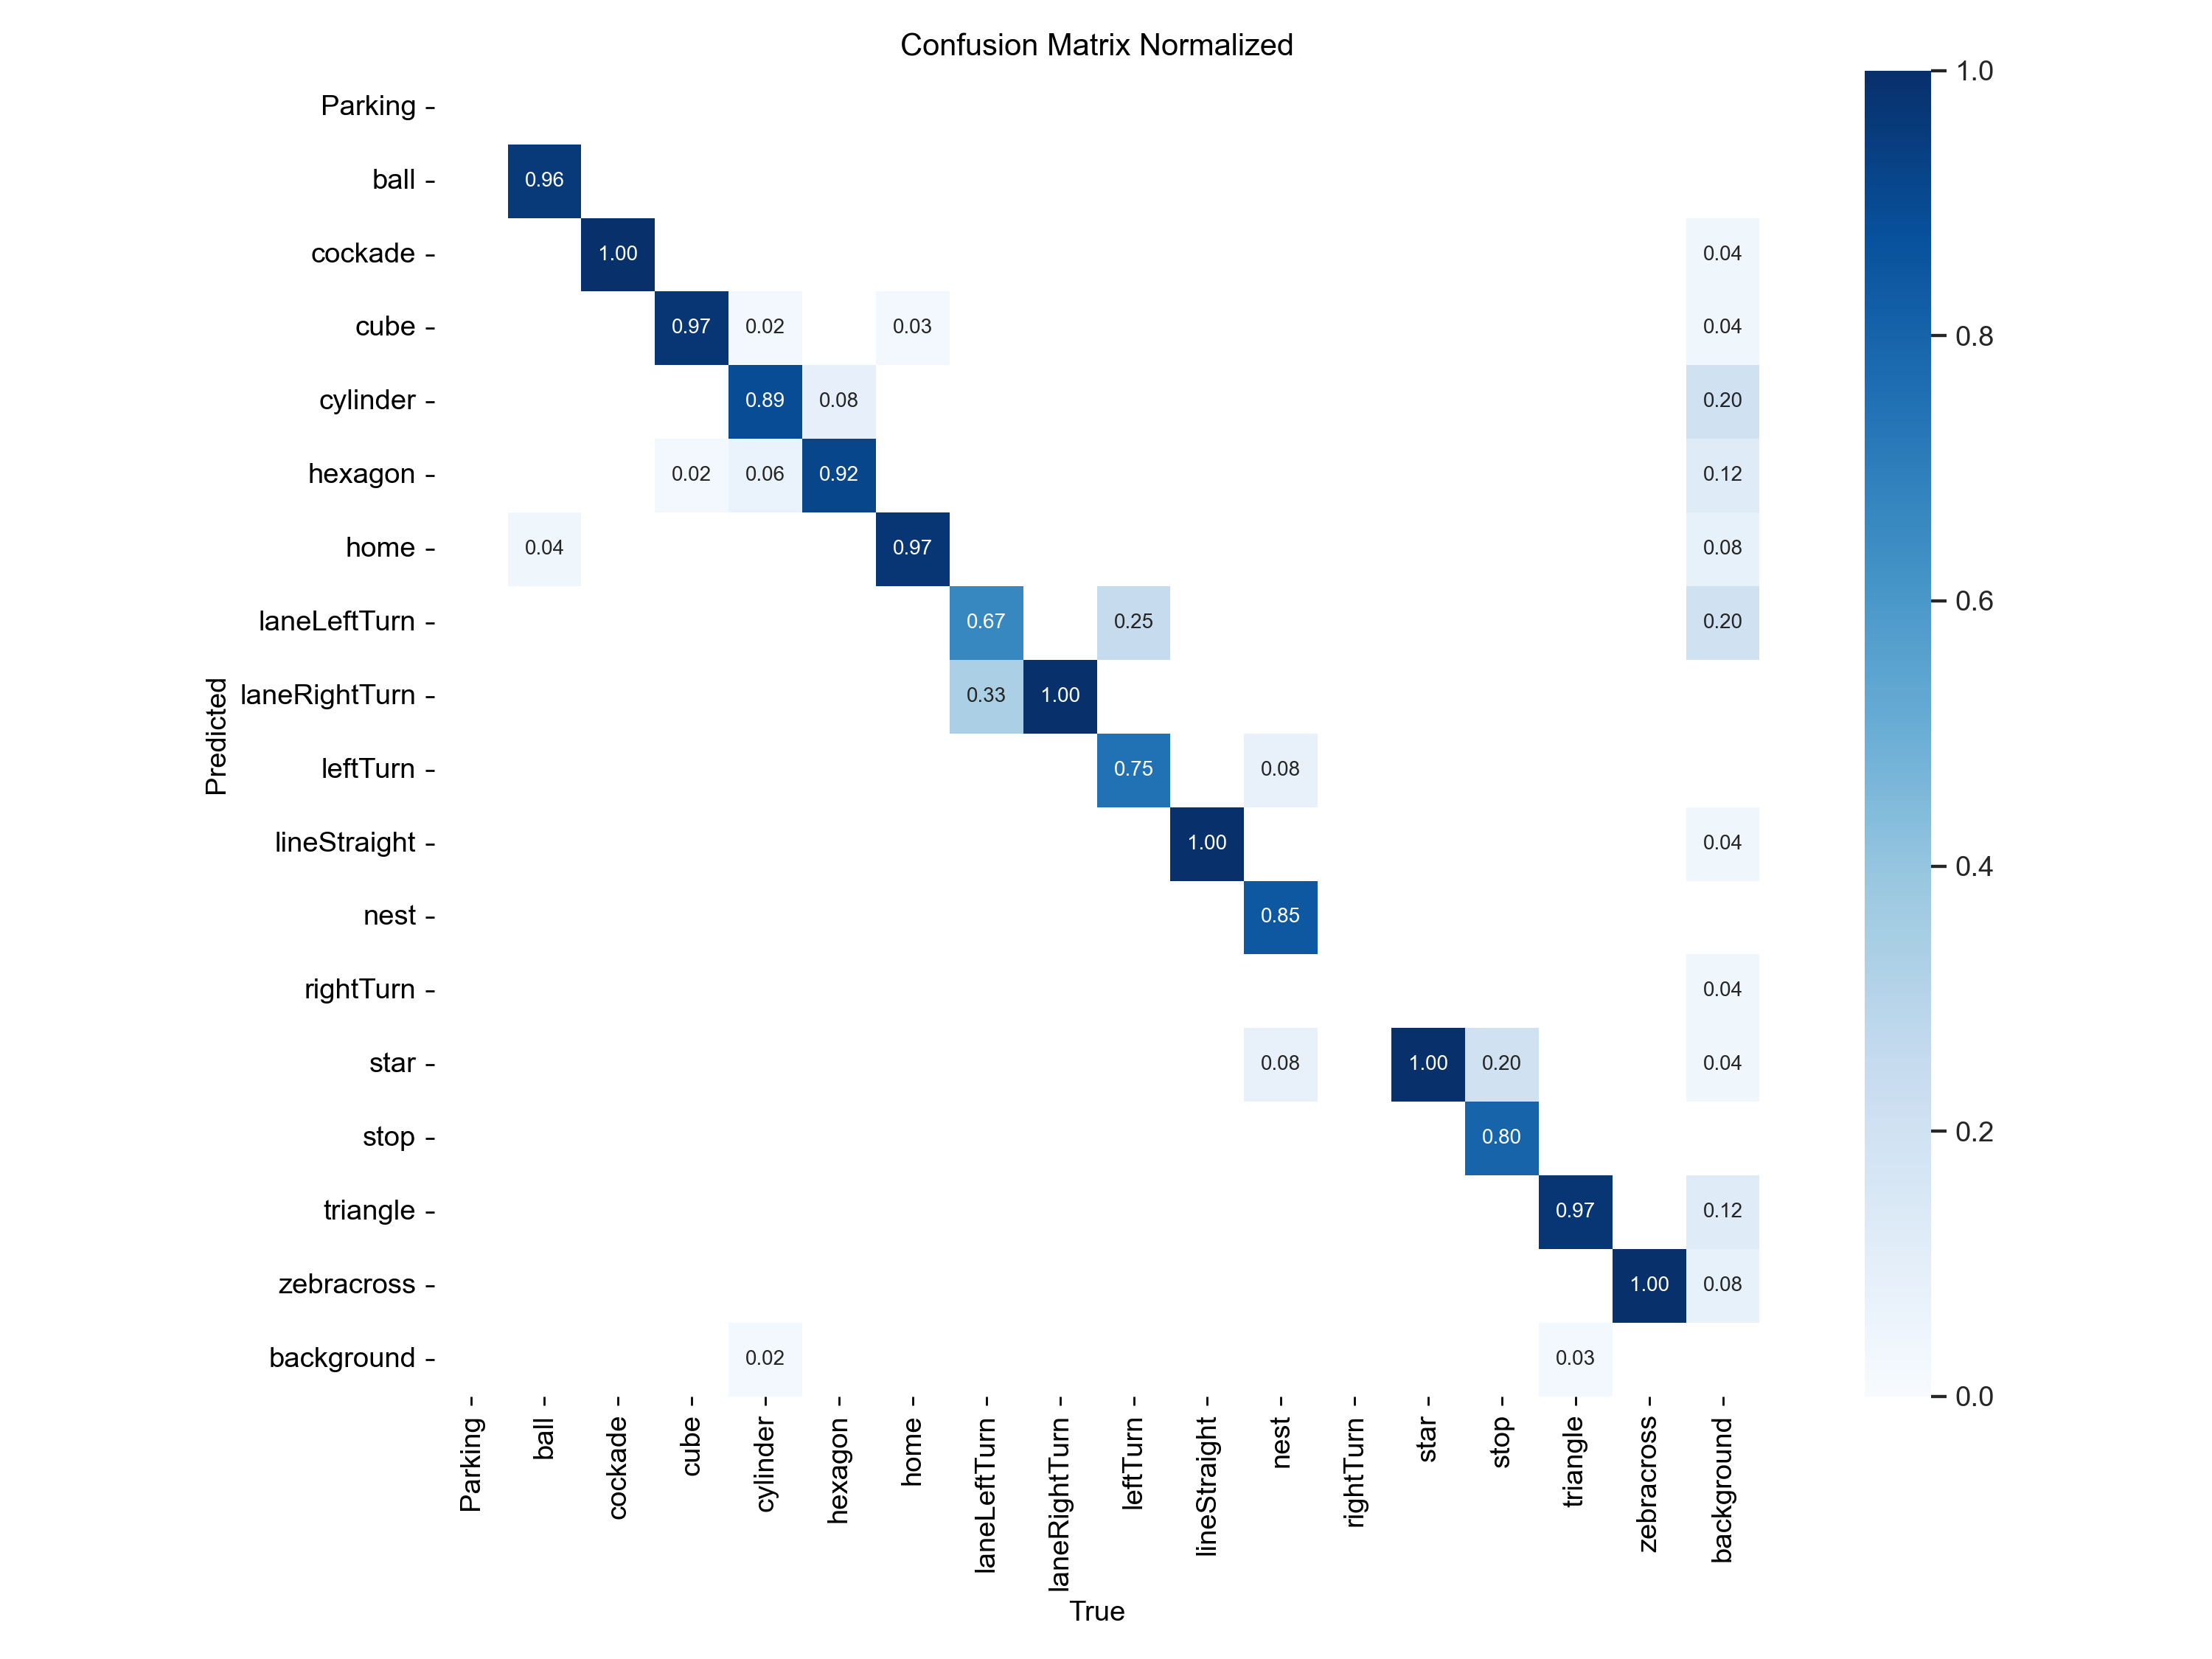 Confusion Matrix Normalized
Parking
ball 0.96
cockade 1.00 0.04
cube 0.97 0.02 0.03 0.04
cylinder 0.89 0.08 0.20
hexagon 0.02 0.06 0.92 0.12
home 0.04 0.97 0.08
laneLeftTurn 0.67 0.25 0.20
laneRightTurn 0.33 1.00
leftTurn 0.75 0.08
lineStraight 1.00 0.04
nest 0.85
rightTurn 0.04
star 0.08 1.00 0.20 0.04
stop 0.80
triangle 0.97 0.12
zebracross 1.00 0.08
background 0.02 0.03
Predicted
Parking ball cockade cube cylinder hexagon home laneLeftTurn laneRightTurn leftTurn lineStraight nest rightTurn star stop triangle zebracross background
True
1.0
0.8
0.6
0.4
0.2
0.0